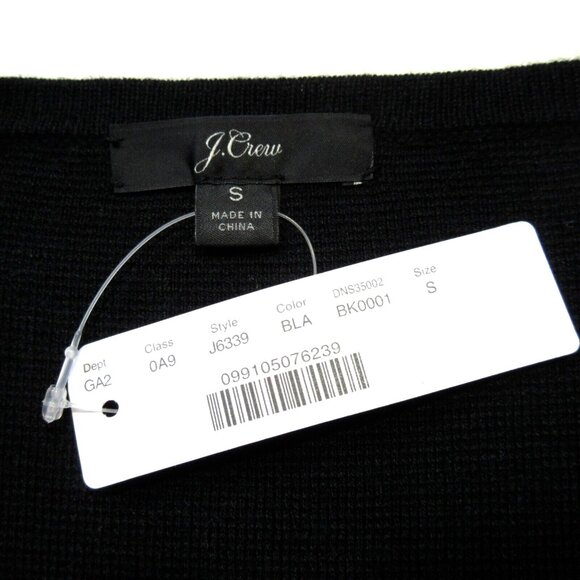 J.Crew
S
MADE IN
CHINA
Dept Class Style Color DNS35002 Size
GA2 0A9 J6339 BLA BK0001 S
099105076239